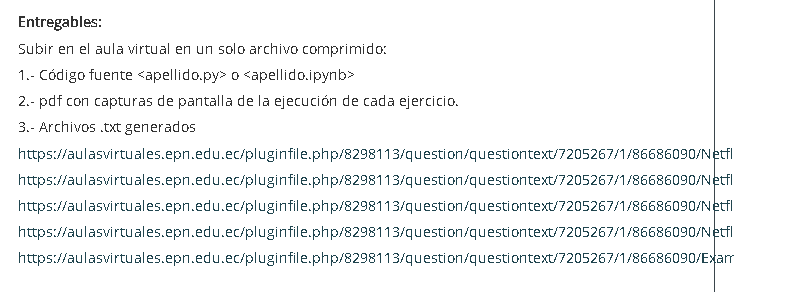 Entregables:
Subir en el aula virtual en un solo archivo comprimido:
1.- Código fuente <apellido.py> o <apellido.ipynb>
2.- pdf con capturas de pantalla de la ejecución de cada ejercicio.
3.- Archivos .txt generados
https://aulasvirtuales.epn.edu.ec/pluginfile.php/8298113/question/questiontext/7205267/1/86686090/Netfl
https://aulasvirtuales.epn.edu.ec/pluginfile.php/8298113/question/questiontext/7205267/1/86686090/Netfl
https://aulasvirtuales.epn.edu.ec/pluginfile.php/8298113/question/questiontext/7205267/1/86686090/Netfl
https://aulasvirtuales.epn.edu.ec/pluginfile.php/8298113/question/questiontext/7205267/1/86686090/Netfl
https://aulasvirtuales.epn.edu.ec/pluginfile.php/8298113/question/questiontext/7205267/1/86686090/Exam